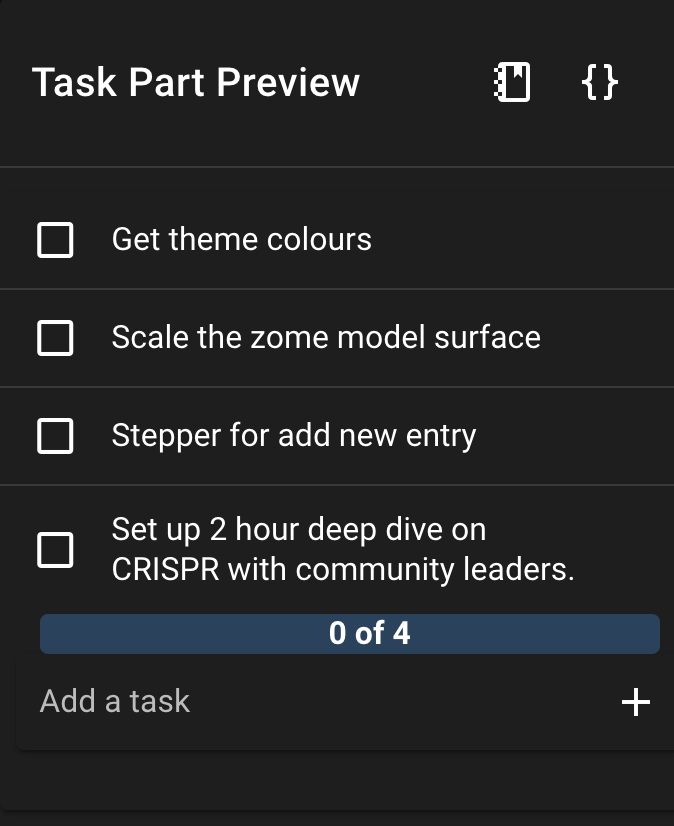 Task Part Preview
{}
Get theme colours
Scale the zome model surface
Stepper for add new entry
Set up 2 hour deep dive on
CRISPR with community leaders.
0 of 4
Add a task